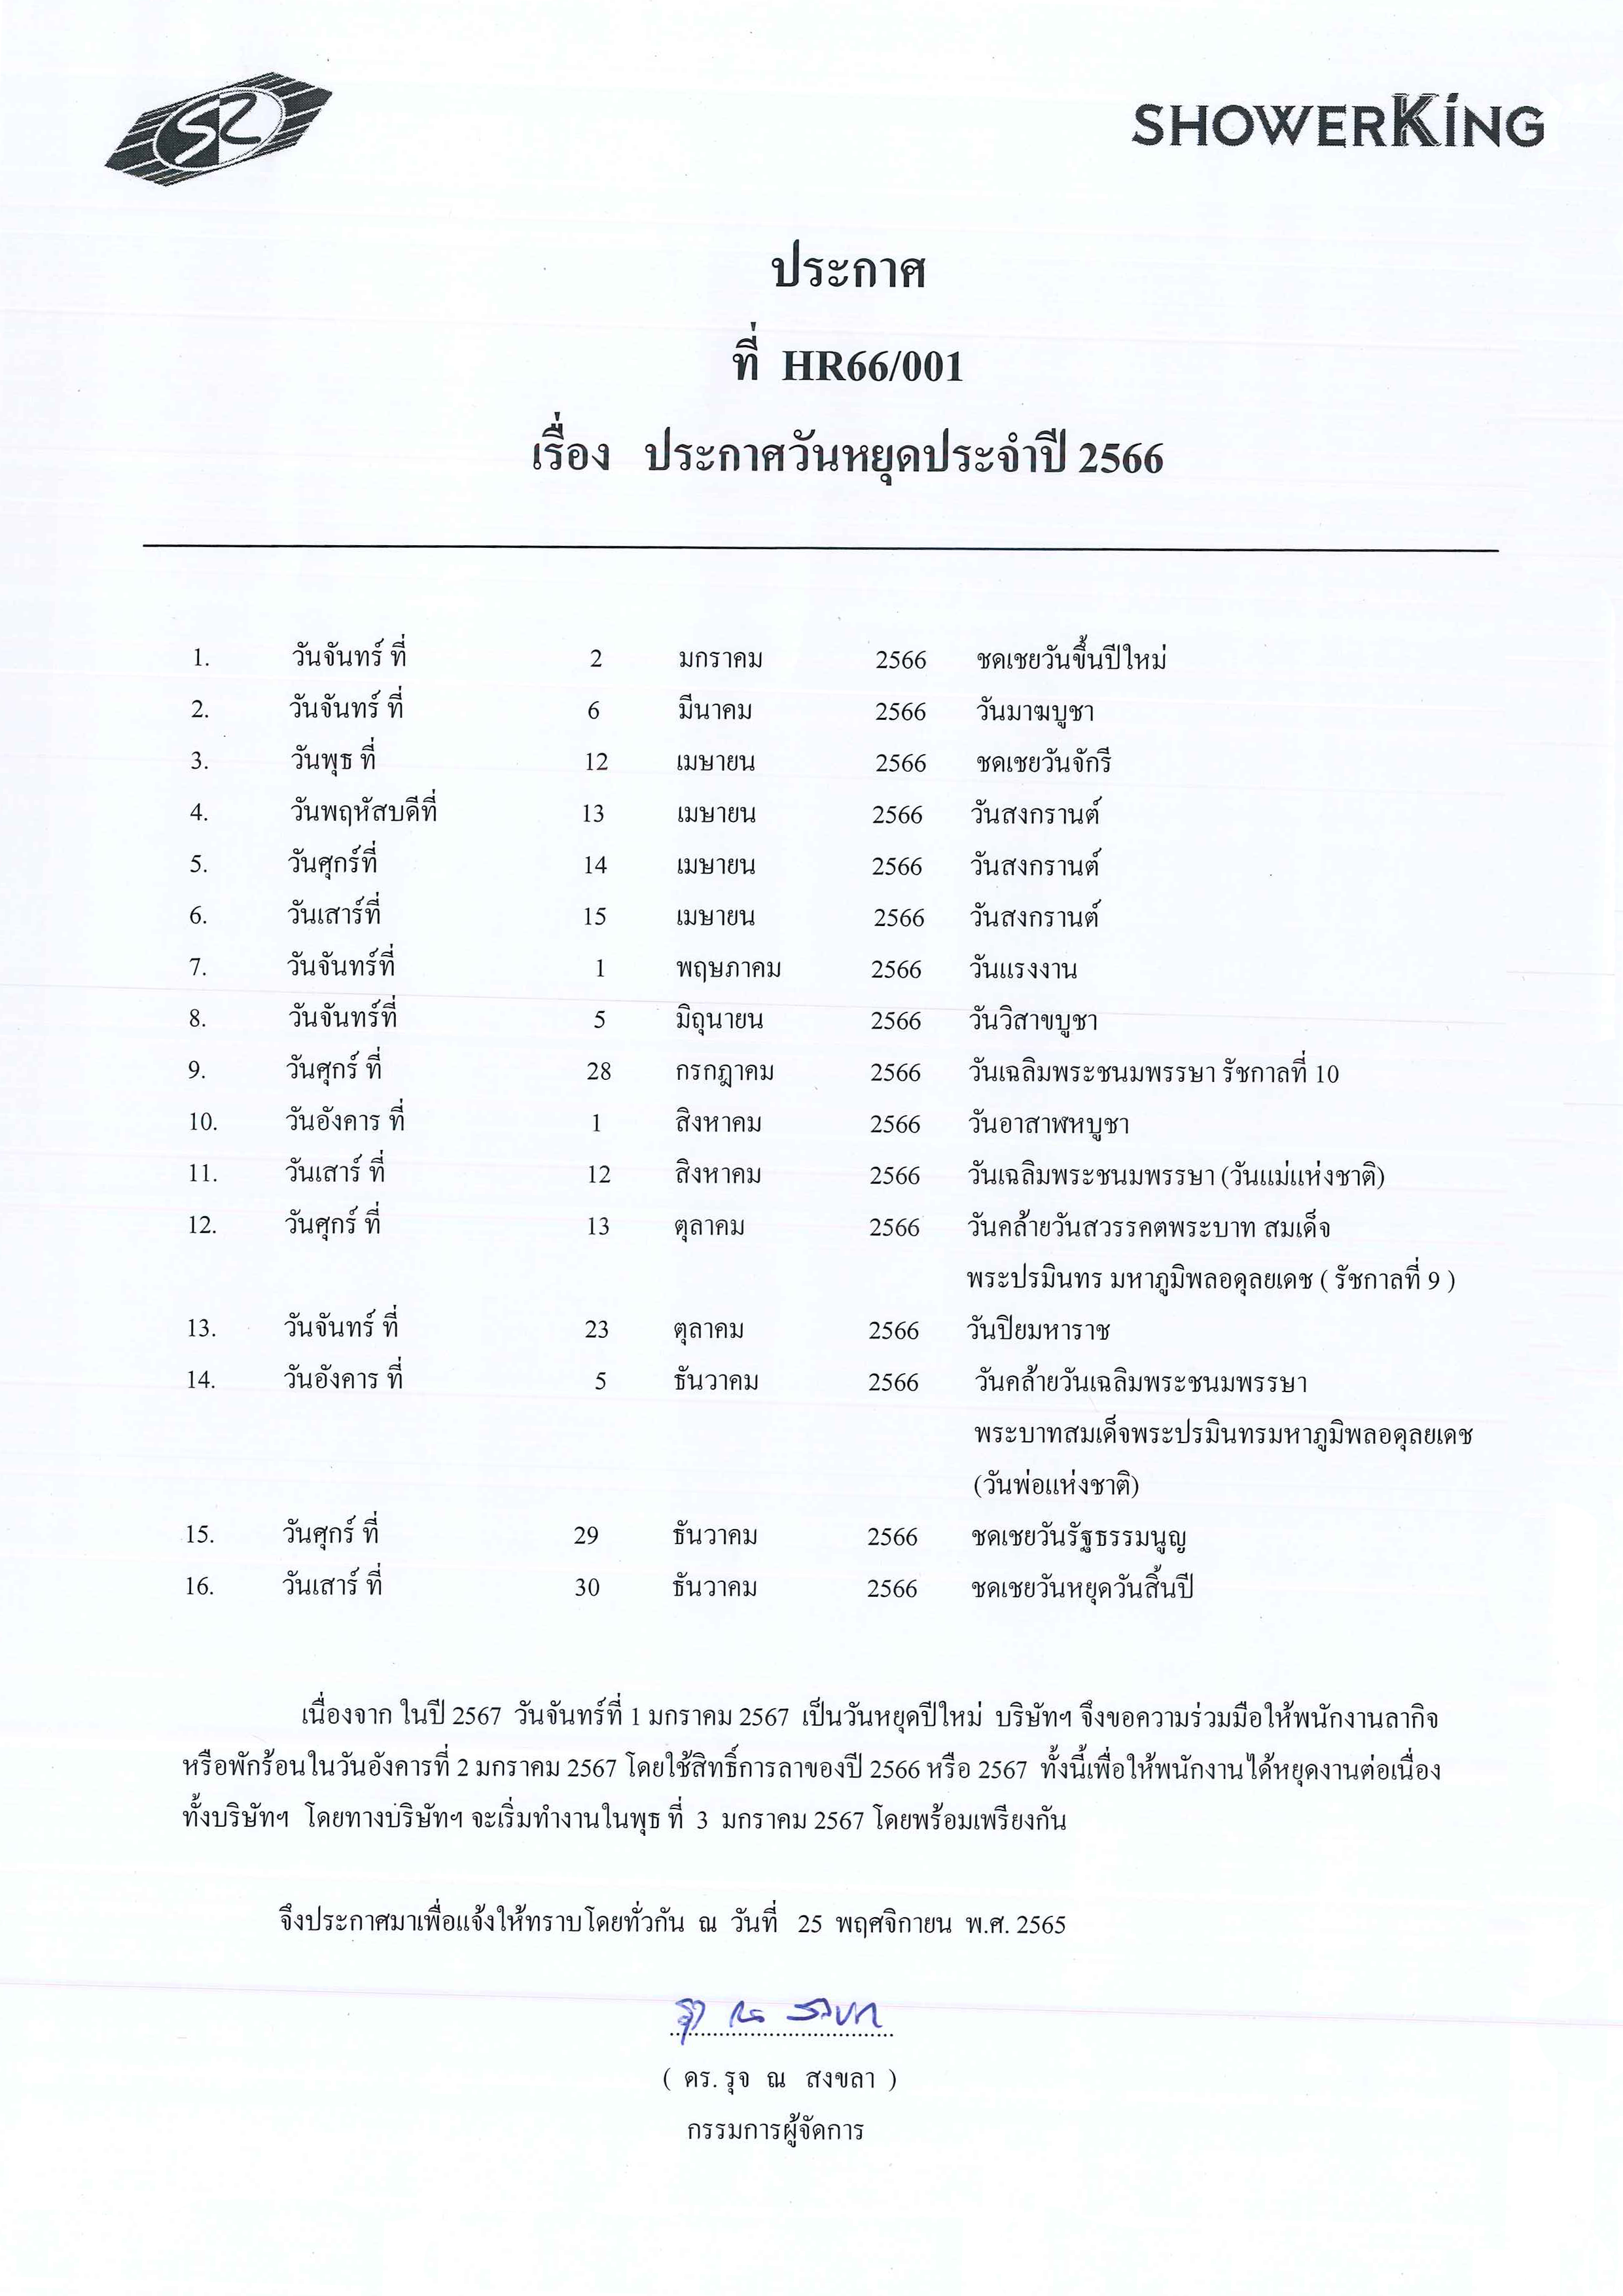 SR
SHOWERKING
ประกาศ
ที่ HR66/001
เรื่อง ประกาศวันหยุดประจำปี 2566
1. วันจันทร์ ที่ 2 มกราคม 2566 ชดเชยวันขึ้นปีใหม่
2. วันจันทร์ ที่ 6 มีนาคม 2566 วันมาฆบูชา
3. วันพุธ ที่ 12 เมษายน 2566 ชดเชยวันจักรี
4. วันพฤหัสบดีที่ 13 เมษายน 2566 วันสงกรานต์
5. วันศุกร์ที่ 14 เมษายน 2566 วันสงกรานต์
6. วันเสาร์ที่ 15 เมษายน 2566 วันสงกรานต์
7. วันจันทร์ที่ 1 พฤษภาคม 2566 วันแรงงาน
8. วันจันทร์ที่ 5 มิถุนายน 2566 วันวิสาขบูชา
9. วันศุกร์ ที่ 28 กรกฎาคม 2566 วันเฉลิมพระชนมพรรษา รัชกาลที่ 10
10. วันอังคาร ที่ 1 สิงหาคม 2566 วันอาสาฬหบูชา
11. วันเสาร์ ที่ 12 สิงหาคม 2566 วันเฉลิมพระชนมพรรษา (วันแม่แห่งชาติ)
12. วันศุกร์ ที่ 13 ตุลาคม 2566 วันคล้ายวันสวรรคตพระบาท สมเด็จ
พระปรมินทร มหาภูมิพลอดุลยเดช ( รัชกาลที่ 9 )
13. วันจันทร์ ที่ 23 ตุลาคม 2566 วันปิยมหาราช
14. วันอังคาร ที่ 5 ธันวาคม 2566 วันคล้ายวันเฉลิมพระชนมพรรษา
พระบาทสมเด็จพระปรมินทรมหาภูมิพลอดุลยเดช
(วันพ่อแห่งชาติ)
15. วันศุกร์ ที่ 29 ธันวาคม 2566 ชดเชยวันรัฐธรรมนูญ
16. วันเสาร์ ที่ 30 ธันวาคม 2566 ชดเชยวันหยุดวันสิ้นปี
เนื่องจาก ในปี 2567 วันจันทร์ที่ 1 มกราคม 2567 เป็นวันหยุดปีใหม่ บริษัทฯ จึงขอความร่วมมือให้พนักงานลากิจ
หรือพักร้อนในวันอังคารที่ 2 มกราคม 2567 โดยใช้สิทธิ์การลาของปี 2566 หรือ 2567 ทั้งนี้เพื่อให้พนักงานได้หยุดงานต่อเนื่อง
ทั้งบริษัทฯ โดยทางบริษัทฯ จะเริ่มทำงานในพุธ ที่ 3 มกราคม 2567 โดยพร้อมเพรียงกัน
จึงประกาศมาเพื่อแจ้งให้ทราบโดยทั่วกัน ณ วันที่ 25 พฤศจิกายน พ.ศ. 2565
( ดร. รุจ ณ สงขลา )
กรรมการผู้จัดการ